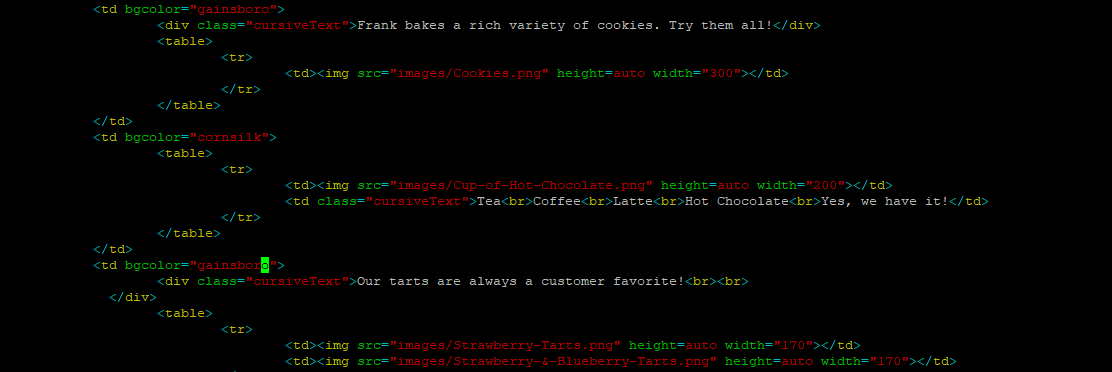 <td bgcolor="gainsboro">
<div class="cursiveText">Frank bakes a rich variety of cookies. Try them all!</div>
<table>
<tr>
<td><img src="images/Cookies.png" height=auto width="300"></td>
</tr>
</table>
</td>
<td bgcolor="cornsilk">
<table>
<tr>
<td><img src="images/Cup-of-Hot-Chocolate.png" height=auto width="200"></td>
<td class="cursiveText">Tea<br>Coffee<br>Latte<br>Hot Chocolate<br>Yes, we have it!</td>
</tr>
</table>
</td>
<td bgcolor="gainsboro">
<div class="cursiveText">Our tarts are always a customer favorite!<br><br>
</div>
<table>
<tr>
<td><img src="images/Strawberry-Tarts.png" height=auto width="170"></td>
<td><img src="images/Strawberry-&-Blueberry-Tarts.png" height=auto width="170"></td>